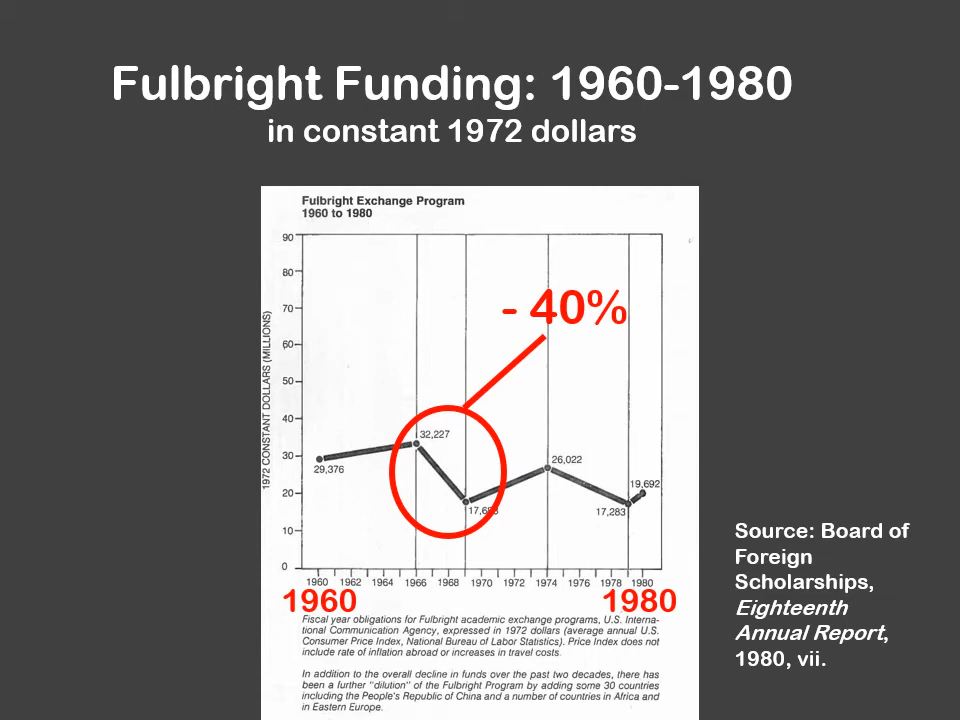 Fulbright Funding: 1960-1980
in constant 1972 dollars
Fulbright Exchange Program
1960 to 1980
1972 CONSTANT DOLLARS (MILLIONS)
90
80
70
60
50
40
30
20
10
0
- 40%
29,376
32,227
26,022
17,283
19,692
1960 1962 1964 1966 1968 1970 1972 1974 1976 1978 1980
1960 1980
Fiscal year obligations for Fulbright academic exchange programs, U.S. Interna-
tional Communication Agency, expressed in 1972 dollars (average annual U.S.
Consumer Price Index, National Bureau of Labor Statistics). Price Index does not
include rate of inflation abroad or increases in travel costs.
In addition to the overall decline in funds over the past two decades, there has
been a further "dilution" of the Fulbright Program by adding some 30 countries
including the People's Republic of China and a number of countries in Africa and
in Eastern Europe.
Source: Board of
Foreign
Scholarships,
Eighteenth
Annual Report,
1980, vii.